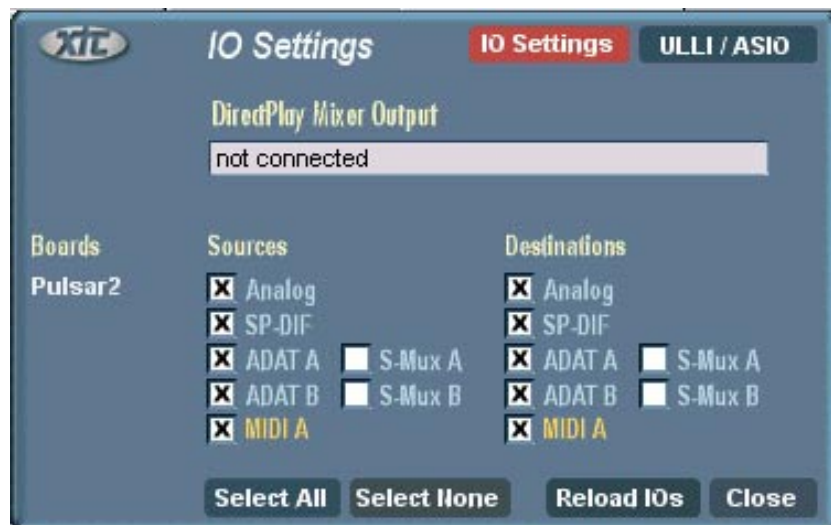 XTC IO Settings IO Settings ULLI / ASIO
DirectPlay Mixer Output
not connected
Boards Sources Destinations
Pulsar2 X Analog X Analog
X SP-DIF X SP-DIF
X ADAT A S-Mux A X ADAT A S-Mux A
X ADAT B S-Mux B X ADAT B S-Mux B
X MIDI A X MIDI A
Select All Select None Reload IOs Close